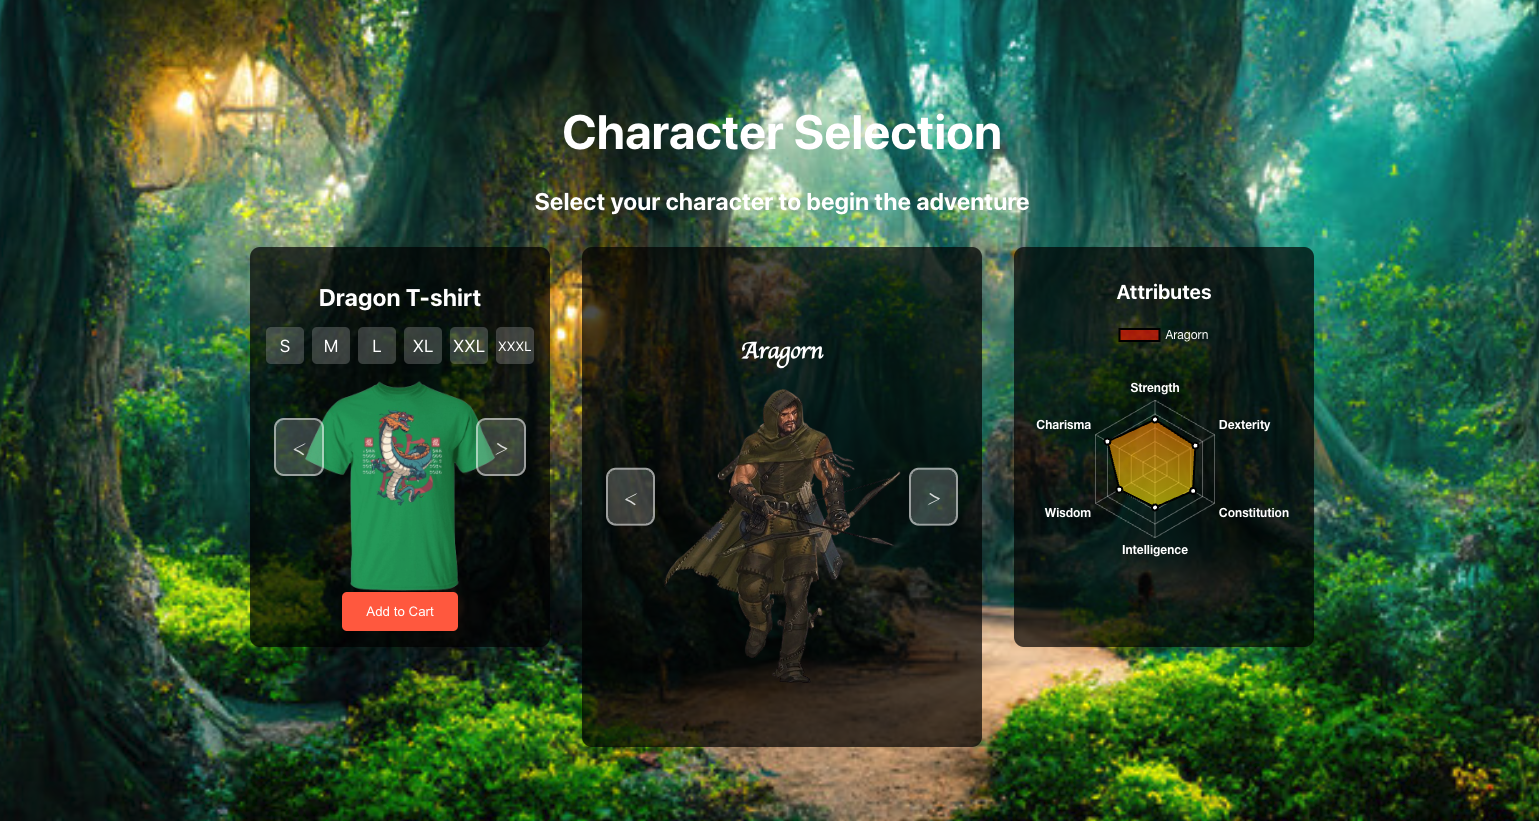 Character Selection
Select your character to begin the adventure
Dragon T-shirt
S M L XL XXL XXXL
< >
Add to Cart
Aragorn
< >
Attributes
Aragorn
Strength
Charisma Dexterity
Wisdom Constitution
Intelligence